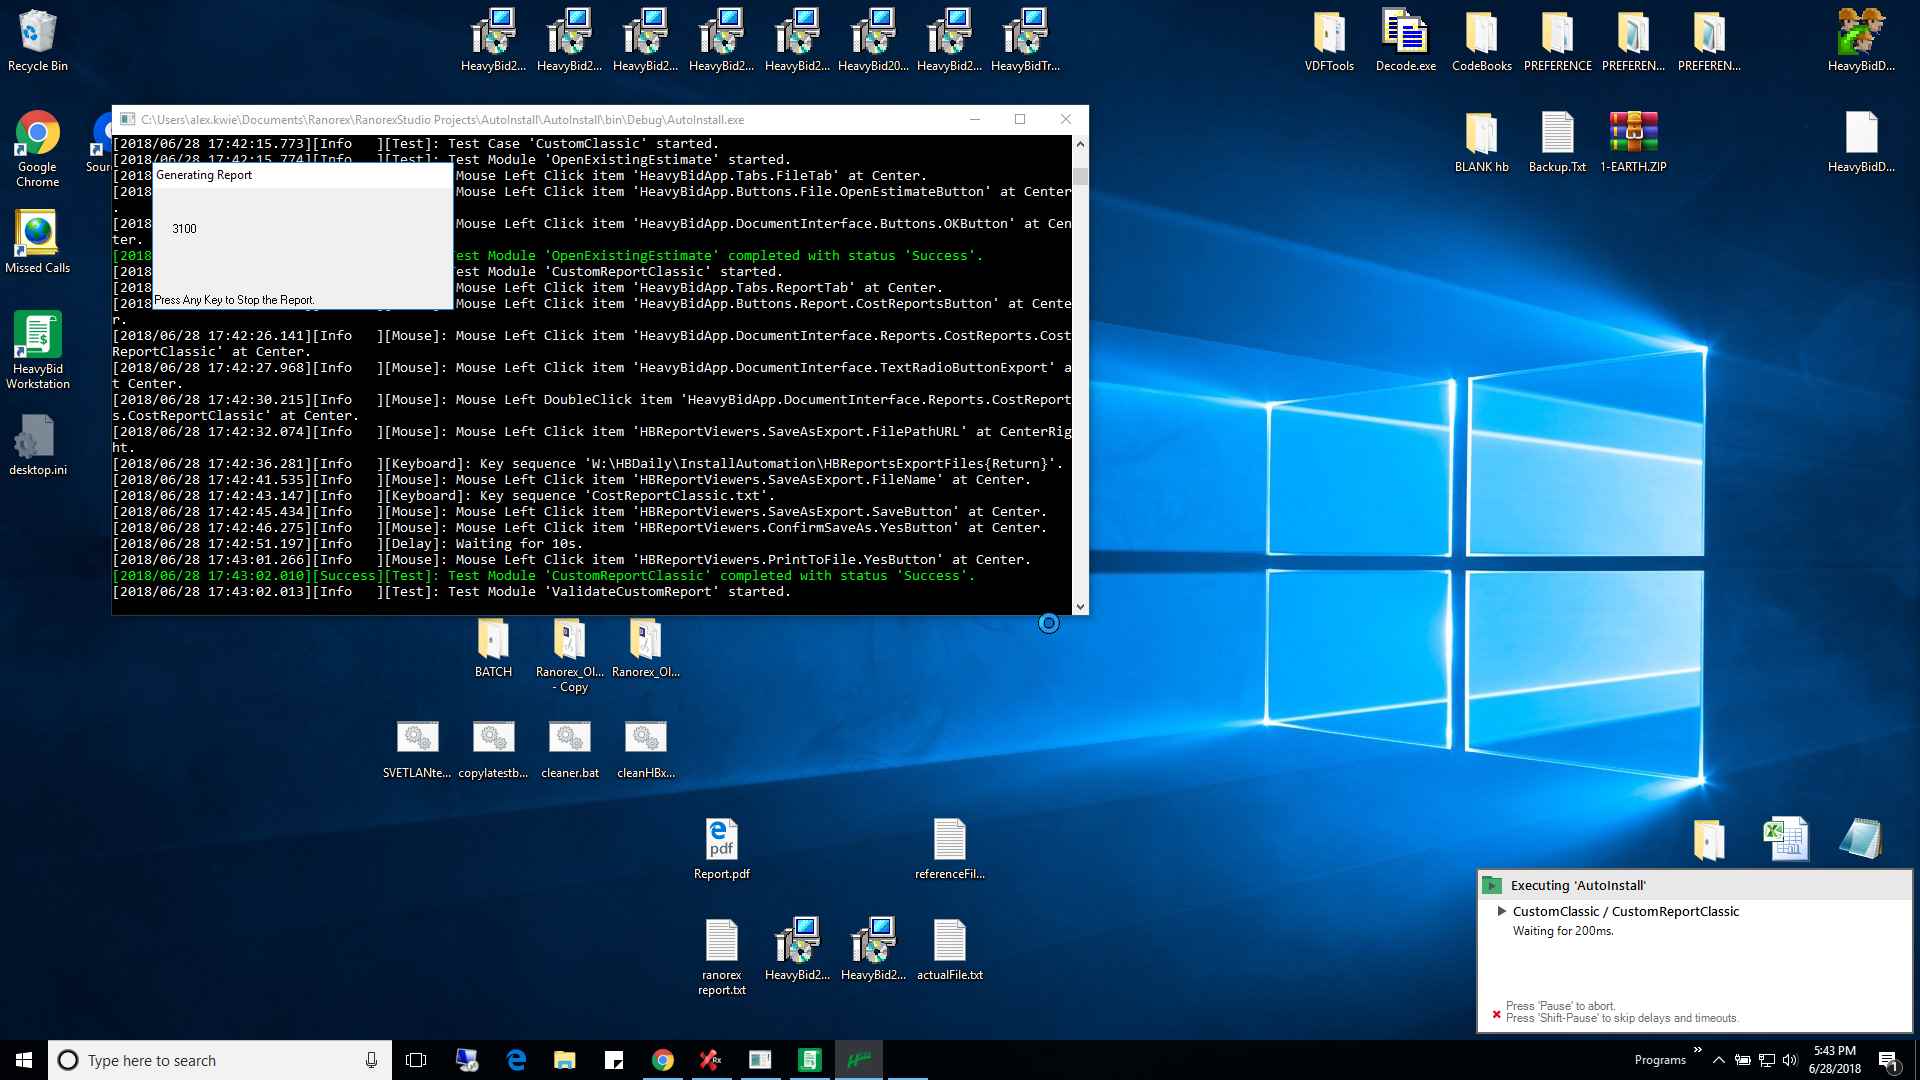 Recycle Bin
HeavyBid2...
HeavyBid2...
HeavyBid2...
HeavyBid2...
HeavyBid2...
HeavyBid20...
HeavyBid2...
HeavyBidTr...
VDFTools
Decode.exe
CodeBooks
PREFERENCE
PREFEREN...
PREFEREN...
HeavyBidD...
Google
Chrome
Sour
BLANK hb
Backup.Txt
1-EARTH.ZIP
HeavyBidD...
Missed Calls
HeavyBid
Workstation
desktop.ini
C:\Users\alex.kwie\Documents\Ranorex\RanorexStudio Projects\AutoInstall\AutoInstall\bin\Debug\AutoInstall.exe
[2018/06/28 17:42:15.773][Info   ][Test]: Test Case 'CustomClassic' started.
[2018/06/28 17:42:15.774][Info   ][Test]: Test Module 'OpenExistingEstimate' started.
[2018 Mouse Left Click item 'HeavyBidApp.Tabs.FileTab' at Center.
[2018 Mouse Left Click item 'HeavyBidApp.Buttons.File.OpenEstimateButton' at Center
.
[2018 Mouse Left Click item 'HeavyBidApp.DocumentInterface.Buttons.OKButton' at Cen
ter.
[2018 est Module 'OpenExistingEstimate' completed with status 'Success'.
[2018 est Module 'CustomReportClassic' started.
[2018 Mouse Left Click item 'HeavyBidApp.Tabs.ReportTab' at Center.
[2018 Mouse Left Click item 'HeavyBidApp.Buttons.Report.CostReportsButton' at Cente
r.
[2018/06/28 17:42:26.141][Info   ][Mouse]: Mouse Left Click item 'HeavyBidApp.DocumentInterface.Reports.CostReports.Cost
ReportClassic' at Center.
[2018/06/28 17:42:27.968][Info   ][Mouse]: Mouse Left Click item 'HeavyBidApp.DocumentInterface.TextRadioButtonExport' a
t Center.
[2018/06/28 17:42:30.215][Info   ][Mouse]: Mouse Left DoubleClick item 'HeavyBidApp.DocumentInterface.Reports.CostReport
s.CostReportClassic' at Center.
[2018/06/28 17:42:32.074][Info   ][Mouse]: Mouse Left Click item 'HBReportViewers.SaveAsExport.FilePathURL' at CenterRig
ht.
[2018/06/28 17:42:36.281][Info   ][Keyboard]: Key sequence 'W:\HBDaily\InstallAutomation\HBReportsExportFiles{Return}'.
[2018/06/28 17:42:41.535][Info   ][Mouse]: Mouse Left Click item 'HBReportViewers.SaveAsExport.FileName' at Center.
[2018/06/28 17:42:43.147][Info   ][Keyboard]: Key sequence 'CostReportClassic.txt'.
[2018/06/28 17:42:45.434][Info   ][Mouse]: Mouse Left Click item 'HBReportViewers.SaveAsExport.SaveButton' at Center.
[2018/06/28 17:42:46.275][Info   ][Mouse]: Mouse Left Click item 'HBReportViewers.ConfirmSaveAs.YesButton' at Center.
[2018/06/28 17:42:51.197][Info   ][Delay]: Waiting for 10s.
[2018/06/28 17:43:01.266][Info   ][Mouse]: Mouse Left Click item 'HBReportViewers.PrintToFile.YesButton' at Center.
[2018/06/28 17:43:02.010][Success][Test]: Test Module 'CustomReportClassic' completed with status 'Success'.
[2018/06/28 17:43:02.013][Info   ][Test]: Test Module 'ValidateCustomReport' started.
Generating Report
3100
Press Any Key to Stop the Report.
BATCH
Ranorex_Ol...
- Copy
Ranorex_Ol...
SVETLANte...
copylatestb...
cleaner.bat
cleanHBx...
pdf
Report.pdf
referenceFil...
ranorex
report.txt
HeavyBid2...
HeavyBid2...
actualFile.txt
Executing 'AutoInstall'
CustomClassic / CustomReportClassic
Waiting for 200ms.
Press 'Pause' to abort.
Press 'Shift-Pause' to skip delays and timeouts.
Type here to search
Programs
5:43 PM
6/28/2018
1